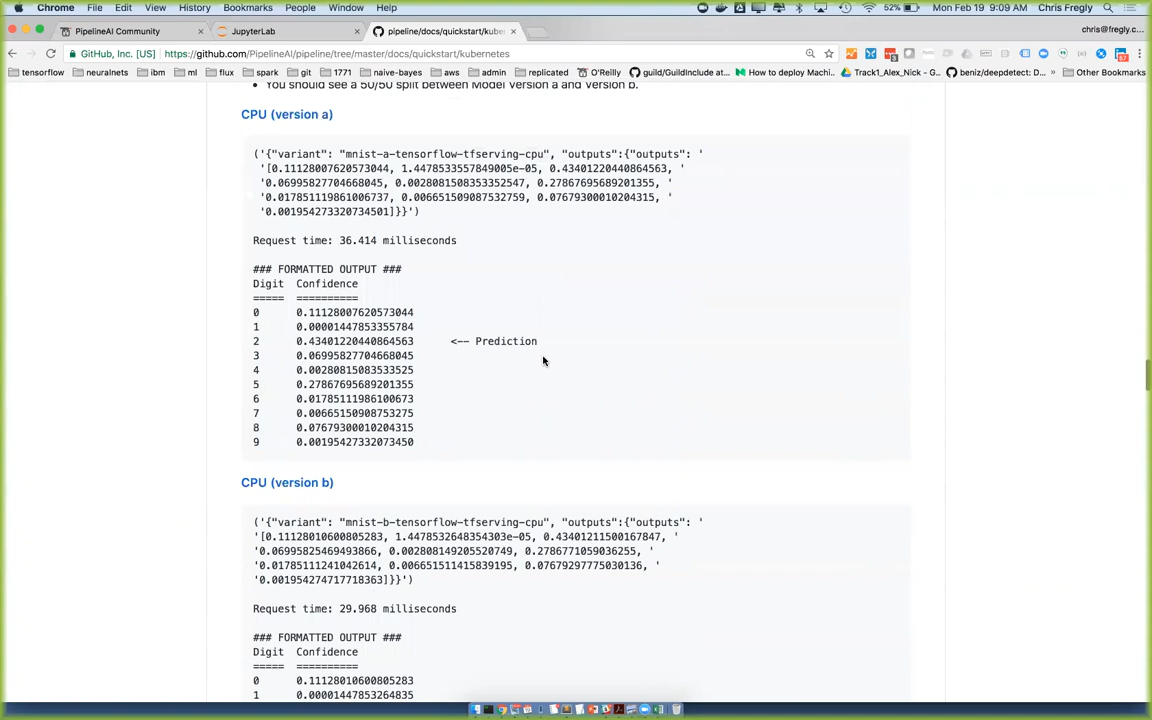 Chrome File Edit View History Bookmarks People Window Help 52% Mon Feb 19 9:09 AM Chris Fregly
PipelineAI Community JupyterLab pipeline/docs/quickstart/kube chris@fregly.c...
GitHub, Inc. [US] https://github.com/PipelineAI/pipeline/tree/master/docs/quickstart/kubernetes
tensorflow neuralnets ibm ml flux spark git 1771 naive-bayes aws admin replicated O'Reilly guild/GuildInclude at... How to deploy Machi.. Track1_Alex_Nick - G.. beniz/deepdetect: D... » Other Bookmarks
• You should see a 50/50 split between Model Version a and Version b.
CPU (version a)
('{"variant": "mnist-a-tensorflow-tfserving-cpu", "outputs":{"outputs": '
'[0.11128007620573044, 1.4478533557849005e-05, 0.43401220440864563, '
'0.06995827704668045, 0.0028081508353352547, 0.27867695689201355, '
'0.017851119861006737, 0.006651509087532759, 0.07679300010204315, '
'0.001954273320734501]}}')
Request time: 36.414 milliseconds
### FORMATTED OUTPUT ###
Digit Confidence
===== ==========
0 0.11128007620573044
1 0.00001447853355784
2 0.43401220440864563 <-- Prediction
3 0.06995827704668045
4 0.00280815083533525
5 0.27867695689201355
6 0.01785111986100673
7 0.00665150908753275
8 0.07679300010204315
9 0.00195427332073450
CPU (version b)
('{"variant": "mnist-b-tensorflow-tfserving-cpu", "outputs":{"outputs": '
'[0.11128010600805283, 1.4478532648354303e-05, 0.43401211500167847, '
'0.06995825469493866, 0.002808149205520749, 0.2786771059036255, '
'0.01785111241042614, 0.006651511415839195, 0.07679297775030136, '
'0.001954274717718363]}}')
Request time: 29.968 milliseconds
### FORMATTED OUTPUT ###
Digit Confidence
===== ==========
0 0.11128010600805283
1 0.00001447853264835